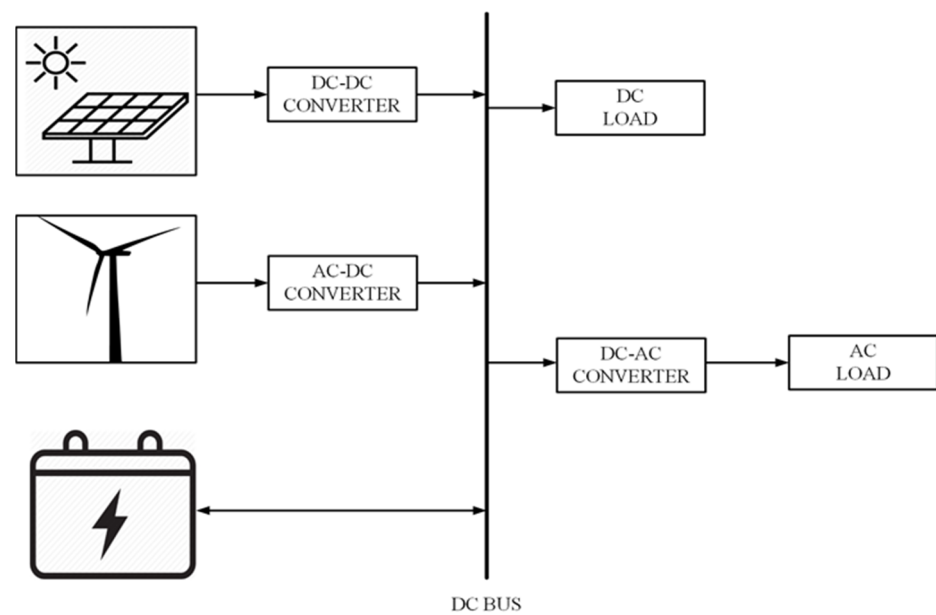 DC-DC
CONVERTER
DC
LOAD
AC-DC
CONVERTER
DC-AC
CONVERTER
AC
LOAD
DC BUS